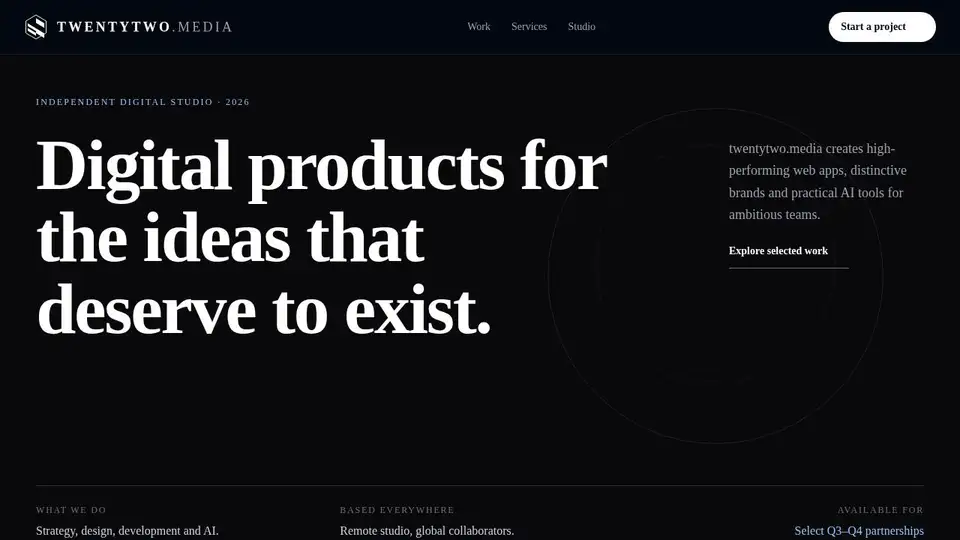 TWENTYTWO.MEDIA
Work
Services
Studio
Start a project
INDEPENDENT DIGITAL STUDIO · 2026
Digital products for
the ideas that
deserve to exist.
twentytwo.media creates high-
performing web apps, distinctive
brands and practical AI tools for
ambitious teams.
Explore selected work
WHAT WE DO
Strategy, design, development and AI.
BASED EVERYWHERE
Remote studio, global collaborators.
AVAILABLE FOR
Select Q3–Q4 partnerships